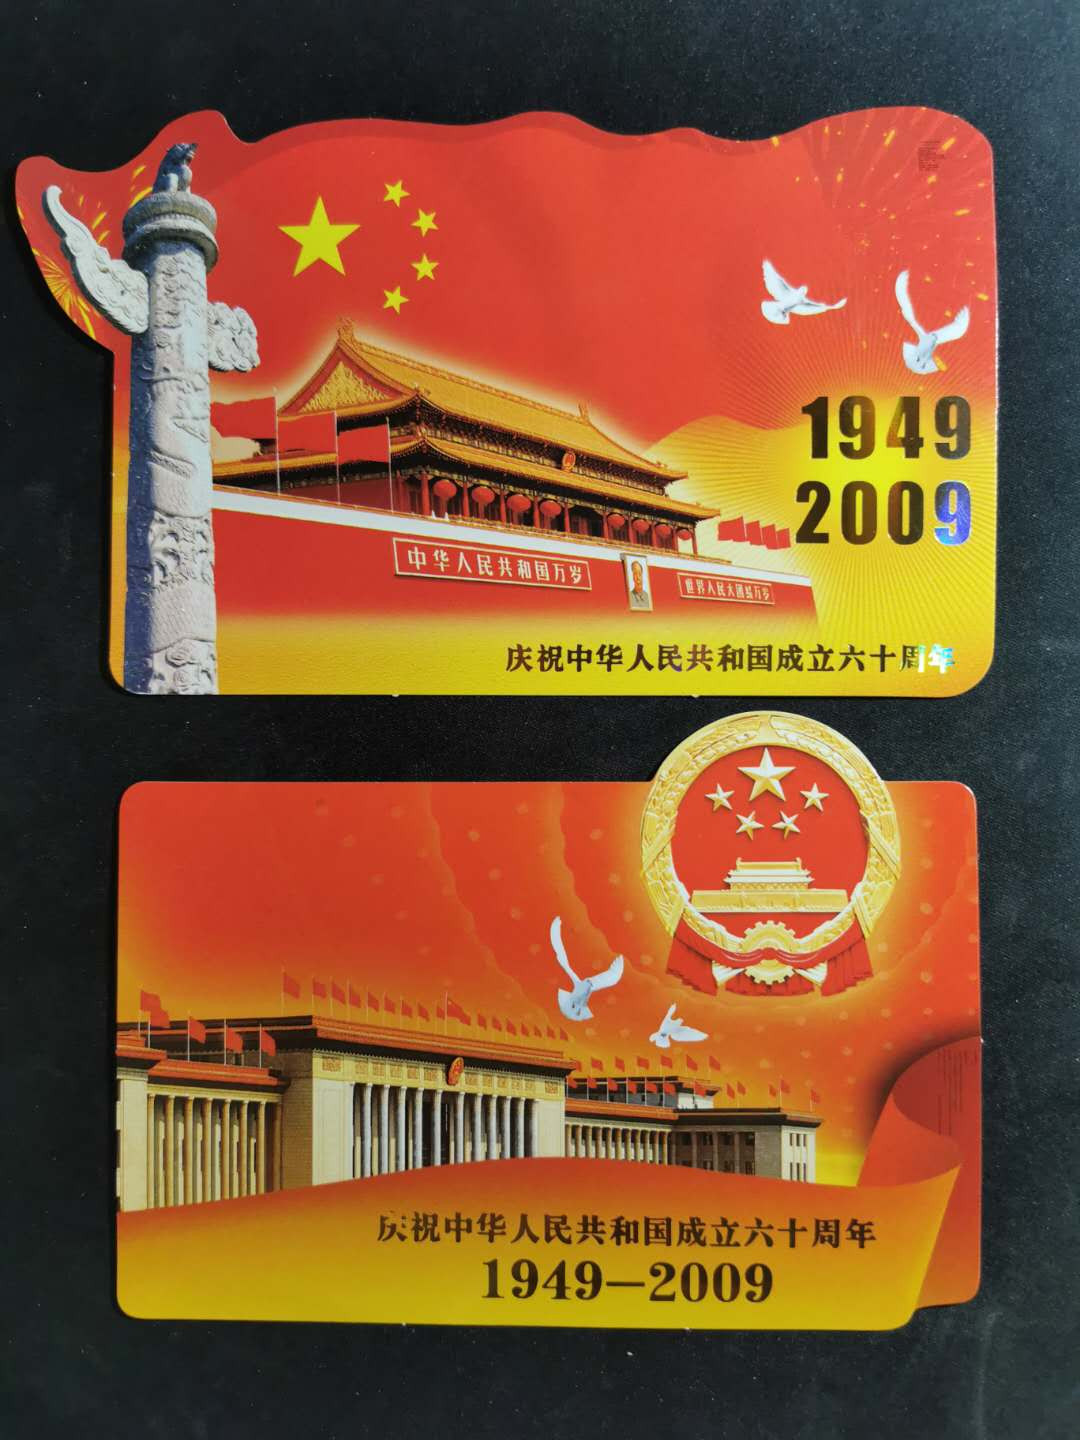 1949
2009
中华人民共和国万岁
世界人民大团结万岁
庆祝中华人民共和国成立六十周年
庆祝中华人民共和国成立六十周年
1949—2009